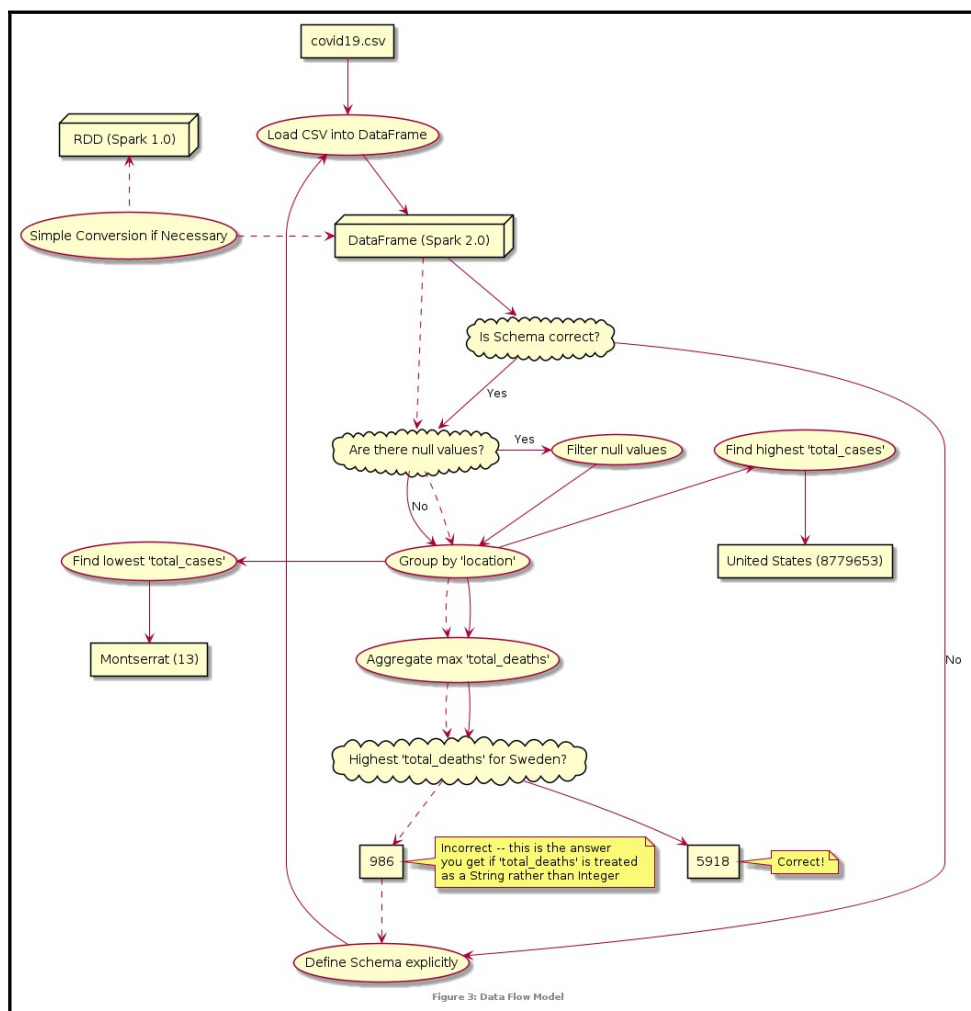 covid19.csv
Load CSV into DataFrame
RDD (Spark 1.0)
Simple Conversion if Necessary
DataFrame (Spark 2.0)
Is Schema correct?
Yes
Are there null values?
Yes
Filter null values
Find highest 'total_cases'
No
Find lowest 'total_cases'
Group by 'location'
United States (8779653)
Montserrat (13)
Aggregate max 'total_deaths'
No
Highest 'total_deaths' for Sweden?
986
Incorrect -- this is the answer
you get if 'total_deaths' is treated
as a String rather than Integer
5918
Correct!
Define Schema explicitly
Figure 3: Data Flow Model